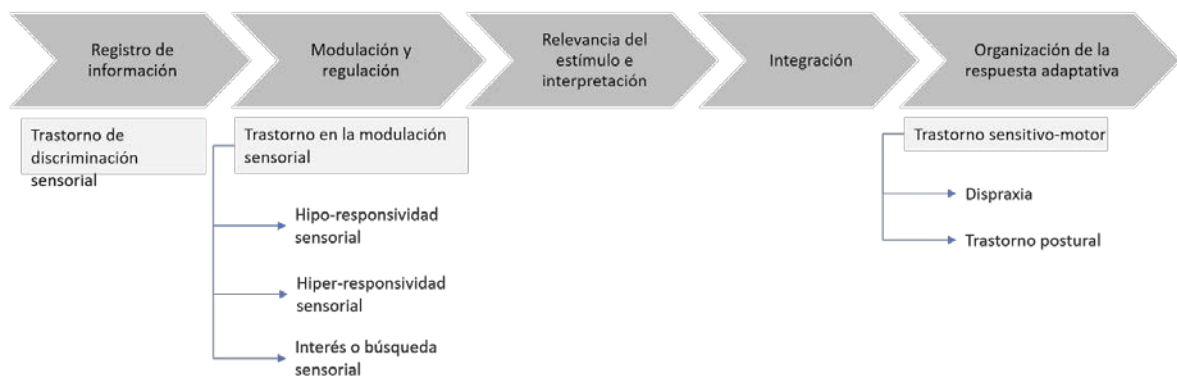 Registro de
información
Modulación y
regulación
Relevancia del
estímulo e
interpretación
Integración
Organización de la
respuesta adaptativa
Trastorno de
discriminación
sensorial
Trastorno en la modulación
sensorial
Hipo-responsividad
sensorial
Hiper-responsividad
sensorial
Interés o búsqueda
sensorial
Trastorno sensitivo-motor
Dispraxia
Trastorno postural